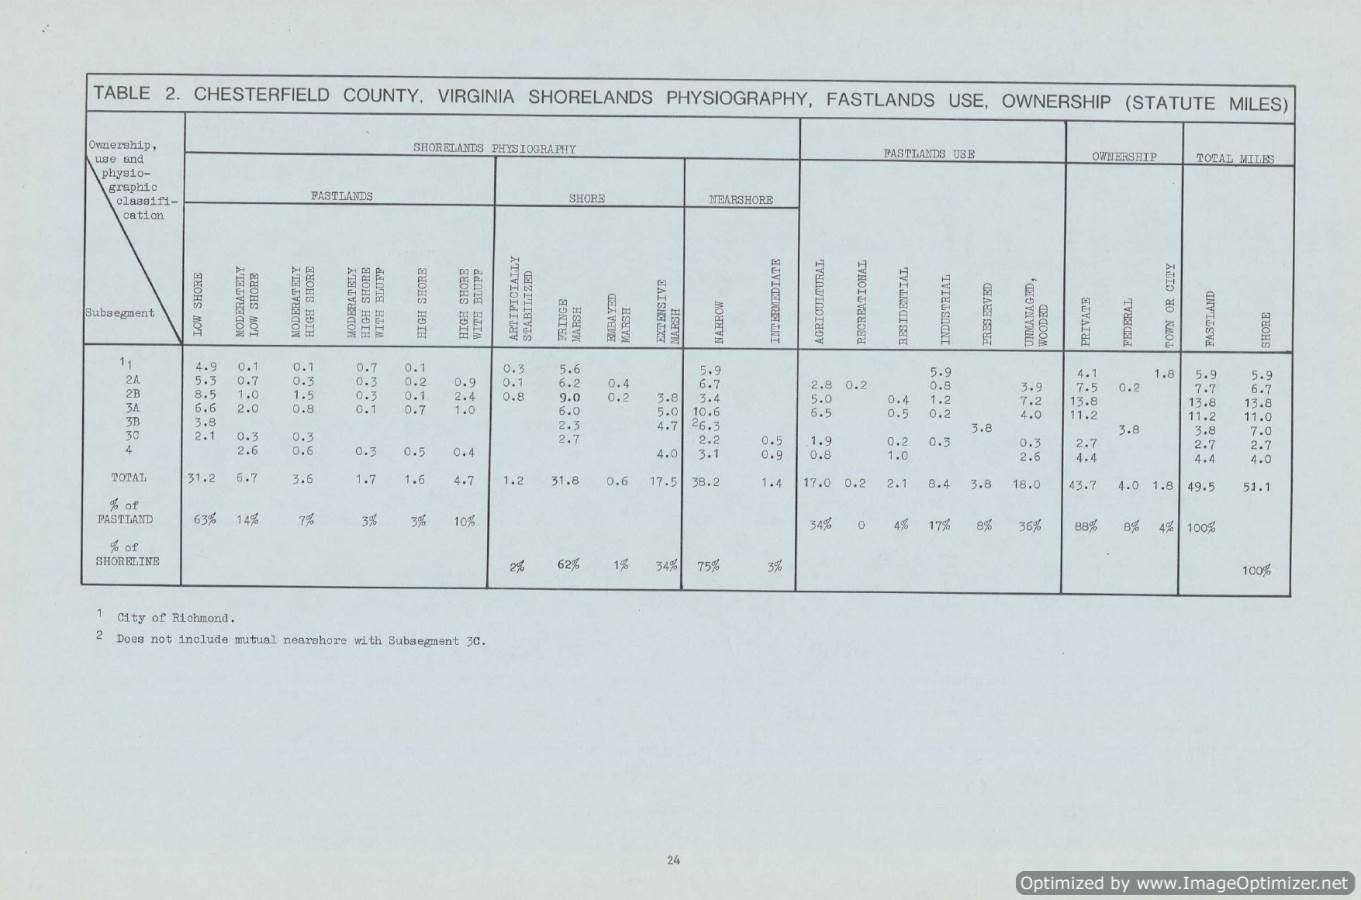 TABLE 2. CHESTERFIELD COUNTY, VIRGINIA SHORELANDS PHYSIOGRAPHY, FASTLANDS USE, OWNERSHIP (STATUTE MILES)
Ownership,
use and
physio-
graphic
classifi-
cation
Subsegment
SHORELANDS PHYSIOGRAPHY
FASTLANDS USE
OWNERSHIP
TOTAL MILES
FASTLANDS
SHORE
NEARSHORE
LOW SHORE
MODERATELY
LOW SHORE
MODERATELY
HIGH SHORE
MODERATELY
HIGH SHORE
WITH BLUFF
HIGH SHORE
HIGH SHORE
WITH BLUFF
ARTIFICIALLY
STABILIZED
FRINGE
MARSH
EMBAYED
MARSH
EXTENSIVE
MARSH
NARROW
INTERMEDIATE
AGRICULTURAL
RECREATIONAL
RESIDENTIAL
INDUSTRIAL
PRESEVED
UNMANAGED,
WOODED
PRIVATE
FEDERAL
TOWN OR CITY
FASTLAND
SHORE
1 1 4.9 0.1 0.1 0.7 0.1 0.3 5.6 5.9 5.9 4.1 1.8 5.9 5.9
2A 5.3 0.7 0.3 0.3 0.2 0.9 0.1 6.2 0.4 6.7 2.8 0.2 0.8 3.9 7.5 0.2 7.7 6.7
2B 8.5 1.0 1.5 0.3 0.1 2.4 0.8 9.0 0.2 3.8 3.4 5.0 0.4 1.2 7.2 13.8 13.8 13.8
3A 6.6 2.0 0.8 0.1 0.7 1.0 6.0 5.0 10.6 6.5 0.5 0.2 4.0 11.2 11.2 11.0
3B 3.8 2.3 4.7 2 6.3 3.8 3.8 3.8 7.0
3C 2.1 0.3 0.3 2.7 2.2 0.5 1.9 0.2 0.3 0.3 2.7 2.7 2.7
4 2.6 0.6 0.3 0.5 0.4 4.0 3.1 0.9 0.8 1.0 2.6 4.4 4.4 4.0
TOTAL 31.2 6.7 3.6 1.7 1.6 4.7 1.2 31.8 0.6 17.5 38.2 1.4 17.0 0.2 2.1 8.4 3.8 18.0 43.7 4.0 1.8 49.5 51.1
% of
FASTLAND 63% 14% 7% 3% 3% 10% 34% 0 4% 17% 8% 36% 88% 8% 4% 100%
% of
SHORELINE 2% 62% 1% 34% 75% 3% 100%
1 City of Richmond.
2 Does not include mutual nearshore with Subsegment 3C.
24
Optimized by www.ImageOptimizer.net